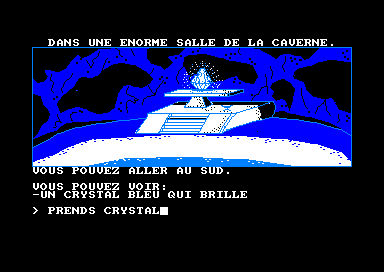 DANS UNE ENORME SALLE DE LA CAVERNE.
VOUS POUVEZ ALLER AU SUD.
VOUS POUVEZ VOIR:
-UN CRYSTAL BLEU QUI BRILLE
> PRENDS CRYSTAL